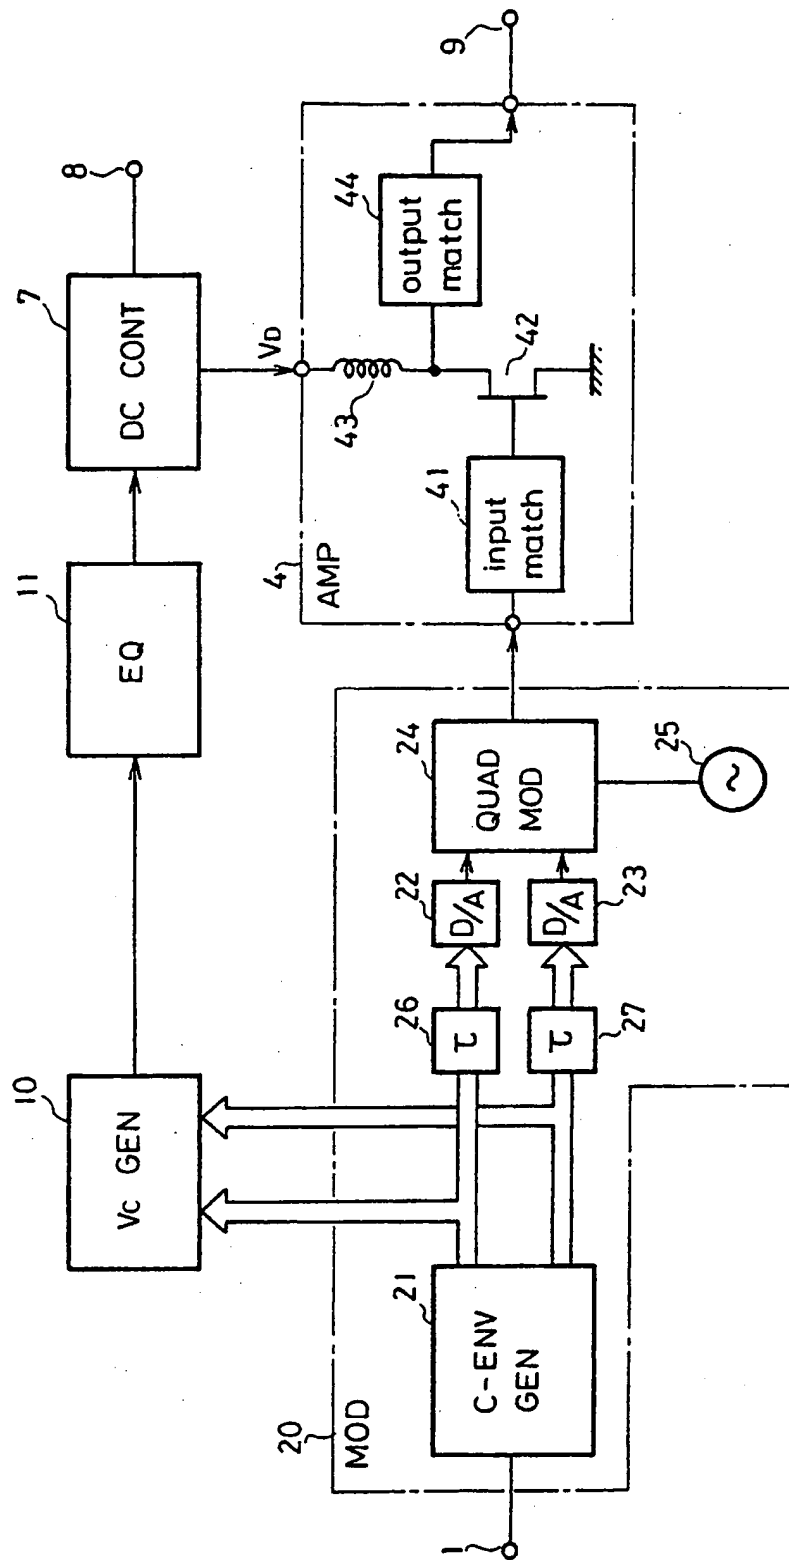 1
20
MOD
21
C-ENV
GEN
10
Vc GEN
26
τ
27
τ
22
D/A
23
D/A
24
QUAD
MOD
25
~
11
EQ
7
DC CONT
8
VD
4
AMP
41
input
match
42
43
44
output
match
9